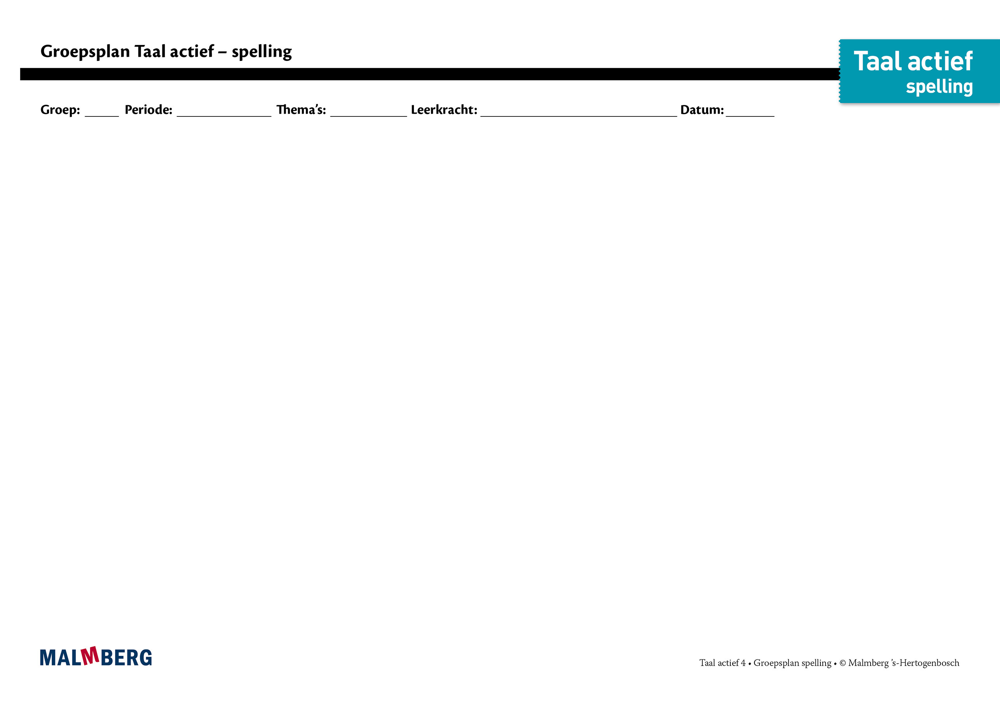 Groepsplan Taal actief – spelling
Taal actief
spelling
Groep: Periode: Thema’s: Leerkracht: Datum:
MALMBERG
Taal actief 4 • Groepsplan spelling • © Malmberg ’s-Hertogenbosch